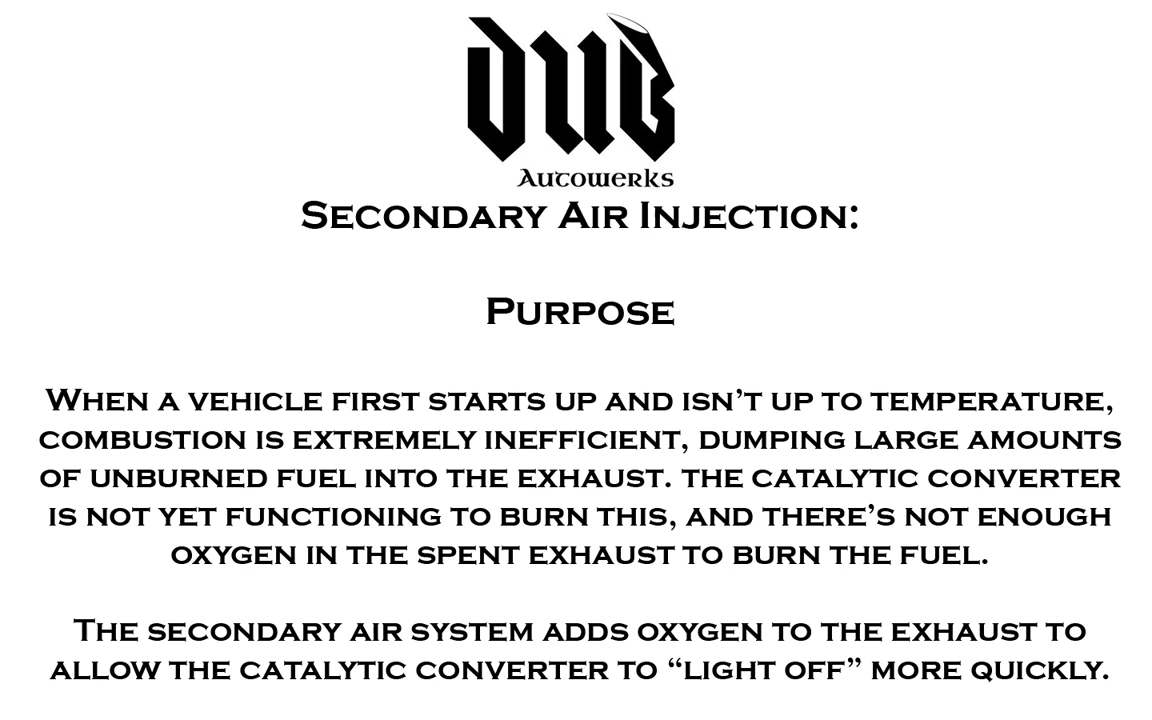 DUB
Autowerks
Secondary Air Injection:
Purpose
When a vehicle first starts up and isn’t up to temperature,
combustion is extremely inefficient, dumping large amounts
of unburned fuel into the exhaust. the catalytic converter
is not yet functioning to burn this, and there’s not enough
oxygen in the spent exhaust to burn the fuel.
The secondary air system adds oxygen to the exhaust to
allow the catalytic converter to “light off” more quickly.